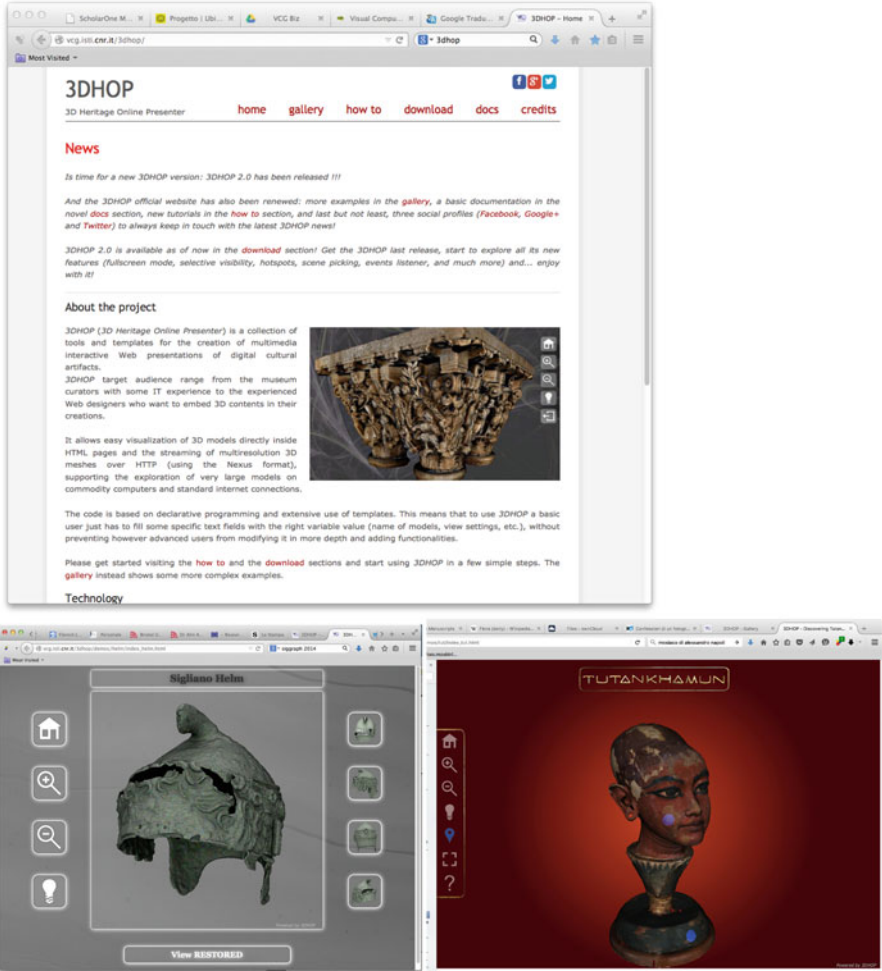 ScholarOne M... Progetto | Ubi... VCG Biz Visual Compu... Google Tradu... 3DHOP - Home
vcg.isti.cnr.it/3dhop/ 3dhop
Most Visited
3DHOP
3D Heritage Online Presenter
home gallery how to download docs credits
News
Is time for a new 3DHOP version: 3DHOP 2.0 has been released !!!
And the 3DHOP official website has also been renewed: more examples in the gallery, a basic documentation in the
novel docs section, new tutorials in the how to section, and last but not least, three social profiles (Facebook, Google+
and Twitter) to always keep in touch with the latest 3DHOP news!
3DHOP 2.0 is available as of now in the download section! Get the 3DHOP last release, start to explore all its new
features (fullscreen mode, selective visibility, hotspots, scene picking, events listener, and much more) and... enjoy
with it!
About the project
3DHOP (3D Heritage Online Presenter) is a collection of
tools and templates for the creation of multimedia
interactive Web presentations of digital cultural
artifacts.
3DHOP target audience range from the museum
curators with some IT experience to the experienced
Web designers who want to embed 3D contents in their
creations.
It allows easy visualization of 3D models directly inside
HTML pages and the streaming of multiresolution 3D
meshes over HTTP (using the Nexus format),
supporting the exploration of very large models on
commodity computers and standard internet connections.
The code is based on declarative programming and extensive use of templates. This means that to use 3DHOP a basic
user just has to fill some specific text fields with the right variable value (name of models, view settings, etc.), without
preventing however advanced users from modifying it in more depth and adding functionalities.
Please get started visiting the how to and the download sections and start using 3DHOP in a few simple steps. The
gallery instead shows some more complex examples.
Technology
siggraph 2014
Most Visited
Sigliano Helm
Powered by 3DHOP
View RESTORED
3DHOP - Gallery 3DHOP - Discovering Tutan...
TUTANKHAMUN
Powered by 3DHOP